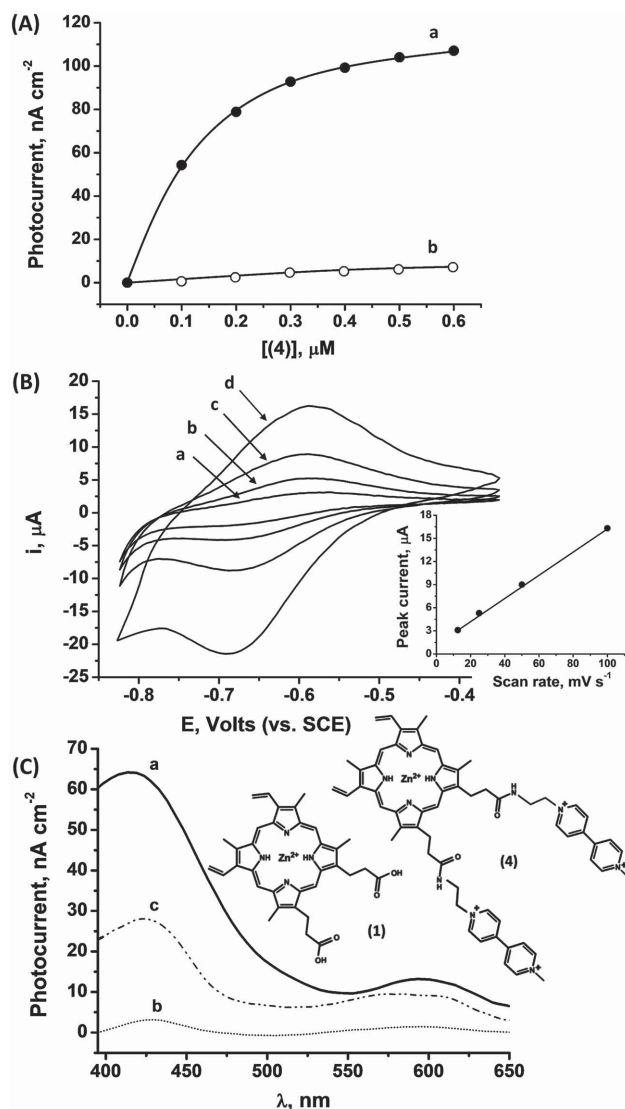 (A)
120
100
80
60
40
20
0
Photocurrent, nA cm-2
a
b
0.0 0.1 0.2 0.3 0.4 0.5 0.6
[(4)], μM
(B)
20
15
10
5
0
-5
-10
-15
-20
-25
i, μA
d
c
b
a
-0.8 -0.7 -0.6 -0.5 -0.4
E, Volts (vs. SCE)
18
15
12
9
6
3
0
Peak current, μA
0 20 40 60 80 100
Scan rate, mV s-1
(C)
70
60
50
40
30
20
10
0
Photocurrent, nA cm-2
a
c
b
400 450 500 550 600 650
λ, nm
N
Zn2+
NH HN
N
O
OH
O
OH
(1)
N
Zn2+
NH HN
N
O
H
N
N+
N+
O
N
H
N+
N+
(4)